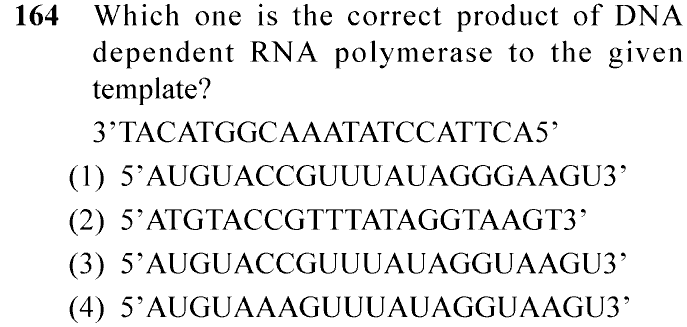 164 Which one is the correct product of DNA
dependent RNA polymerase to the given
template?
3’TACATGGCAAATATCCATTCA5’
(1) 5’AUGUACCGUUUAUAGGGAAGU3’
(2) 5’ATGTACCGTTTATAGGTAAGT3’
(3) 5’AUGUACCGUUUAUAGGUAAGU3’
(4) 5’AUGUAAAGUUUAUAGGUAAGU3’